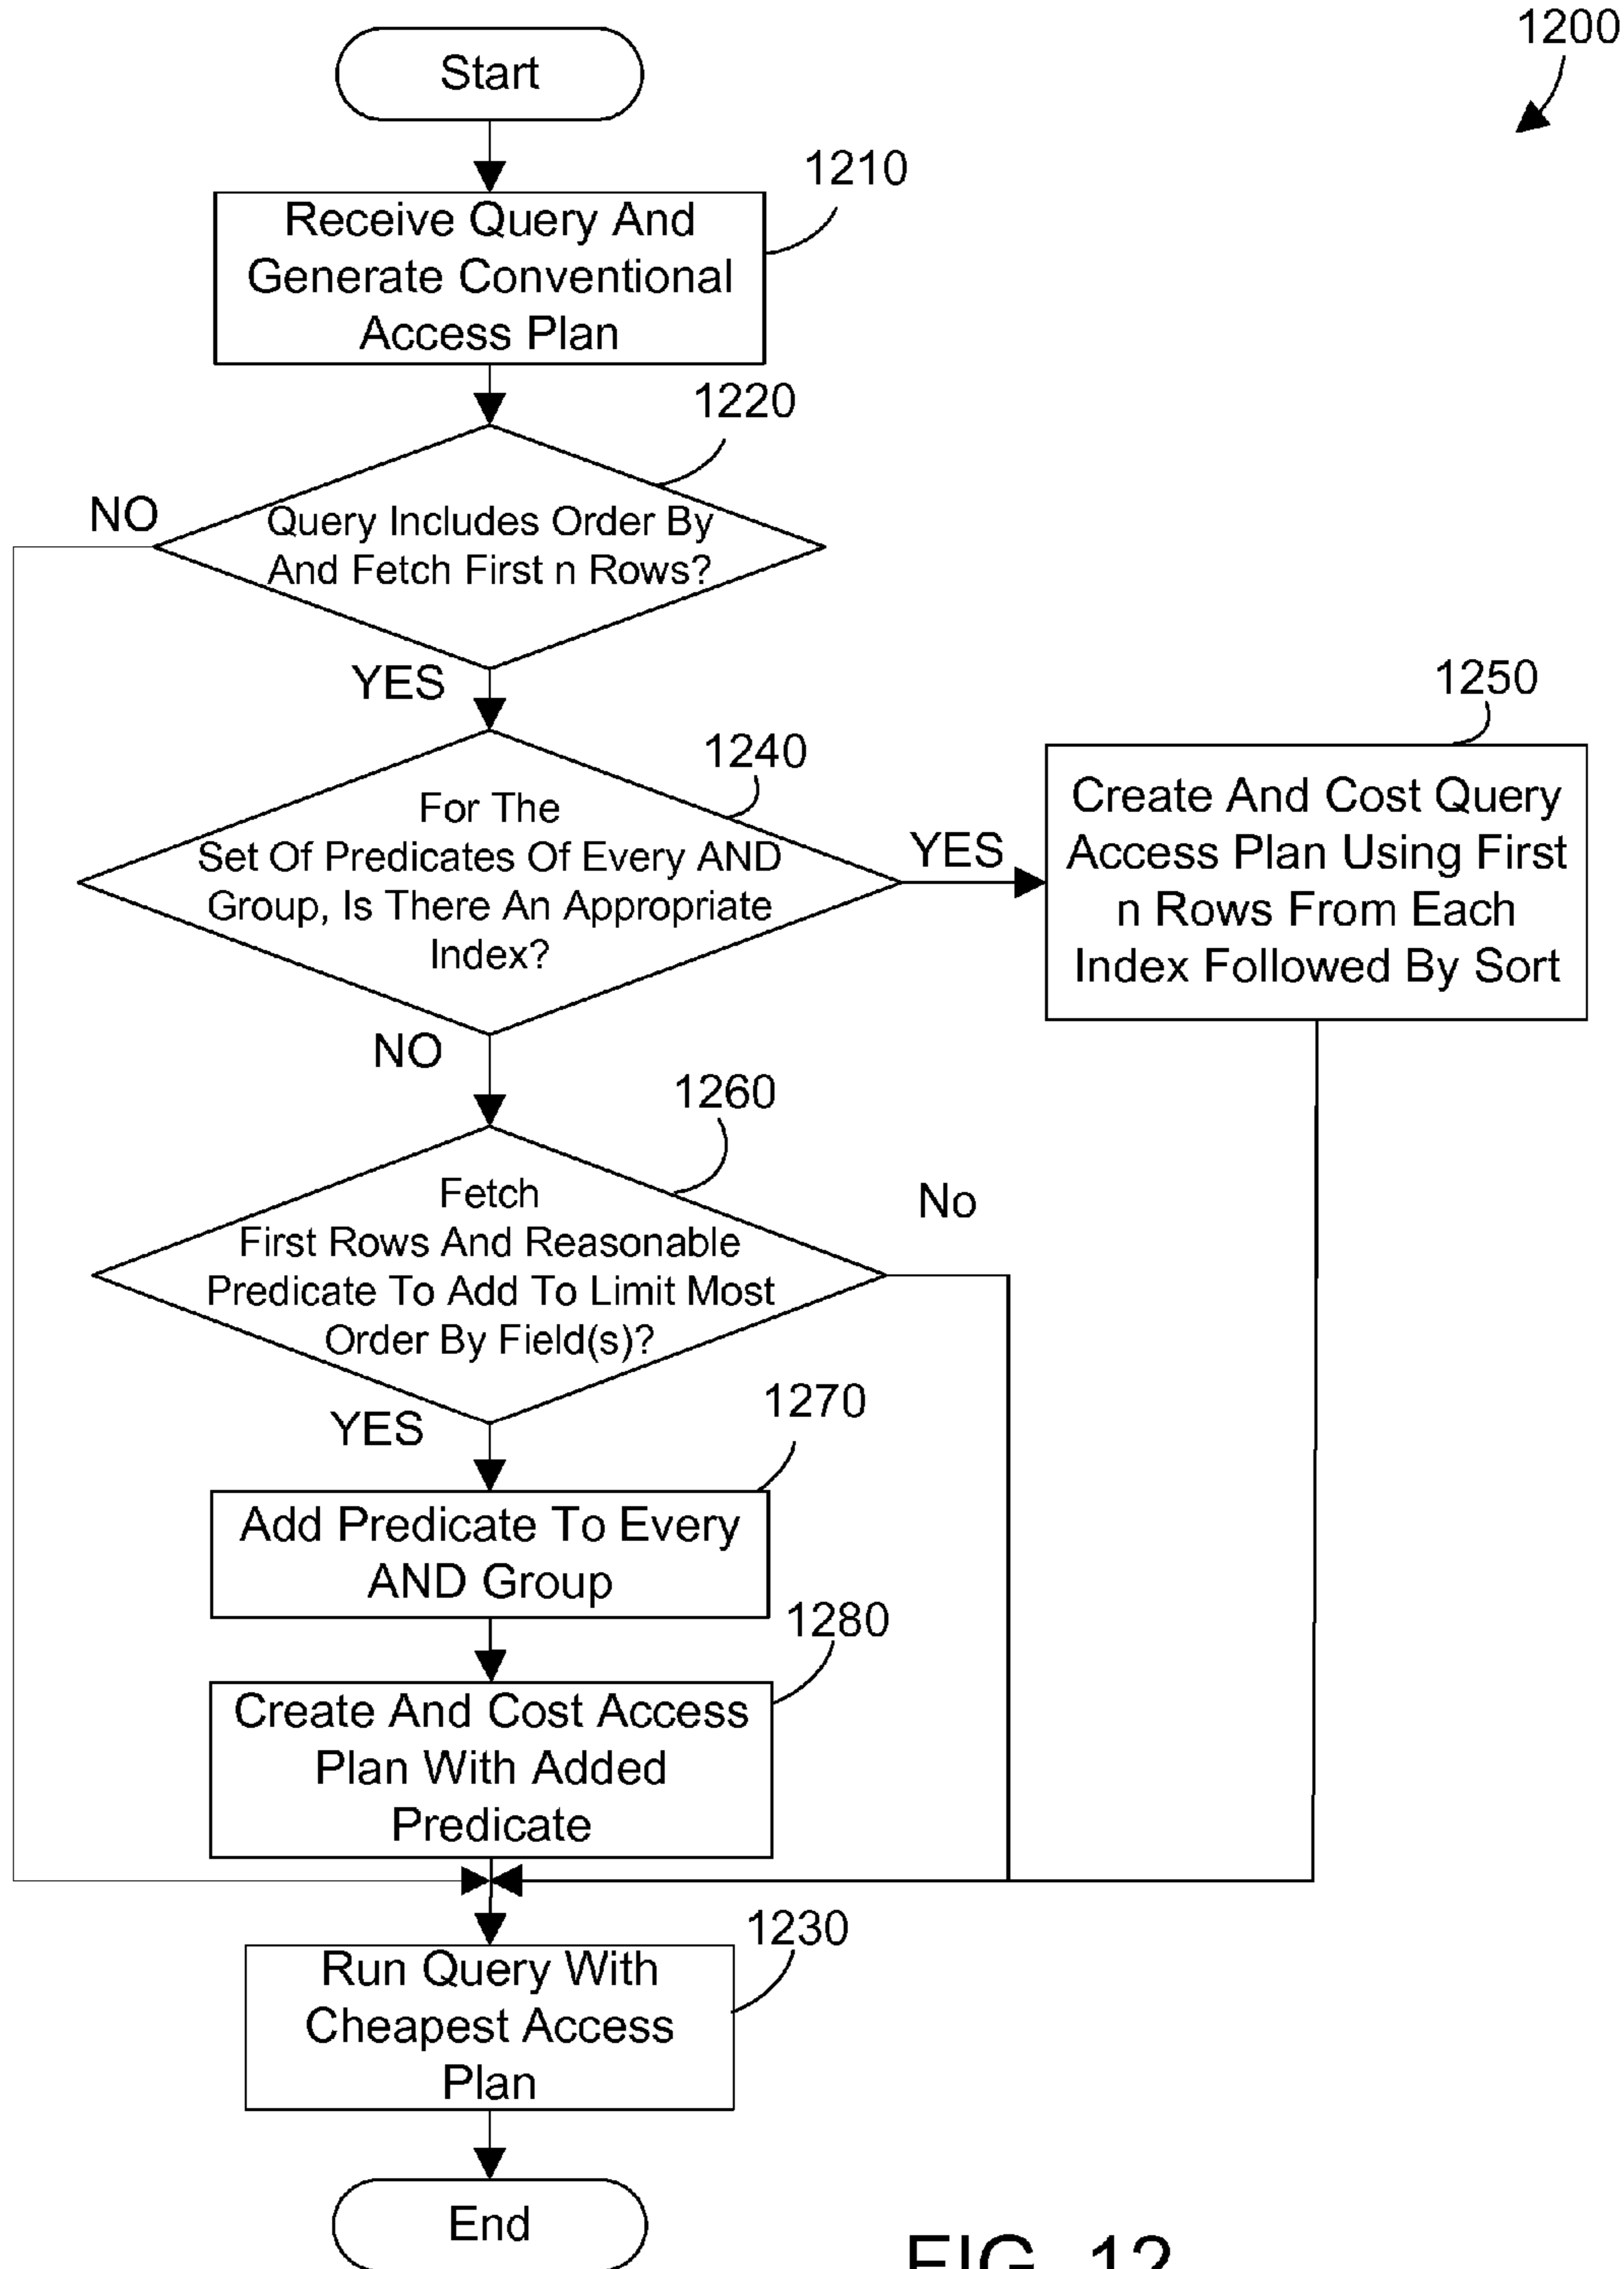 1200
Start
1210
Receive Query And
Generate Conventional
Access Plan
1220
NO
Query Includes Order By
And Fetch First n Rows?
YES
1240
For The
Set Of Predicates Of Every AND
Group, Is There An Appropriate
Index?
YES
1250
Create And Cost Query
Access Plan Using First
n Rows From Each
Index Followed By Sort
NO
1260
Fetch
First Rows And Reasonable
Predicate To Add To Limit Most
Order By Field(s)?
No
YES
1270
Add Predicate To Every
AND Group
1280
Create And Cost Access
Plan With Added
Predicate
1230
Run Query With
Cheapest Access
Plan
End
FIG. 12